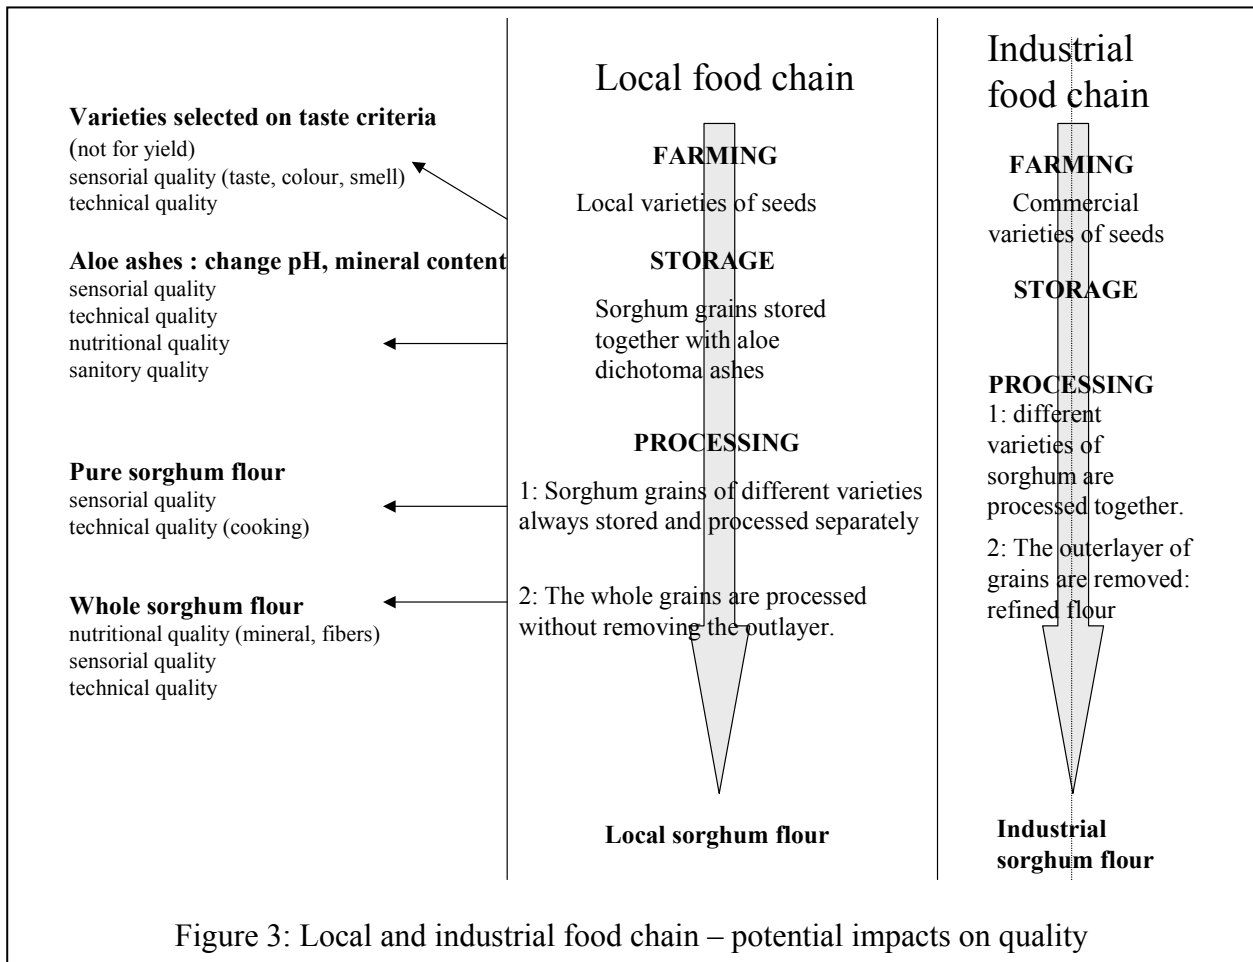 Varieties selected on taste criteria
(not for yield)
sensorial quality (taste, colour, smell)
technical quality
Aloe ashes : change pH, mineral content
sensorial quality
technical quality
nutritional quality
sanitory quality
Pure sorghum flour
sensorial quality
technical quality (cooking)
Whole sorghum flour
nutritional quality (mineral, fibers)
sensorial quality
technical quality
Local food chain
FARMING
Local varieties of seeds
STORAGE
Sorghum grains stored
together with aloe
dichotoma ashes
PROCESSING
1: Sorghum grains of different varieties
always stored and processed separately
2: The whole grains are processed
without removing the outlayer.
Local sorghum flour
Industrial
food chain
FARMING
Commercial
varieties of seeds
STORAGE
PROCESSING
1: different
varieties of
sorghum are
processed together.
2: The outerlayer of
grains are removed:
refined flour
Industrial
sorghum flour
Figure 3: Local and industrial food chain – potential impacts on quality